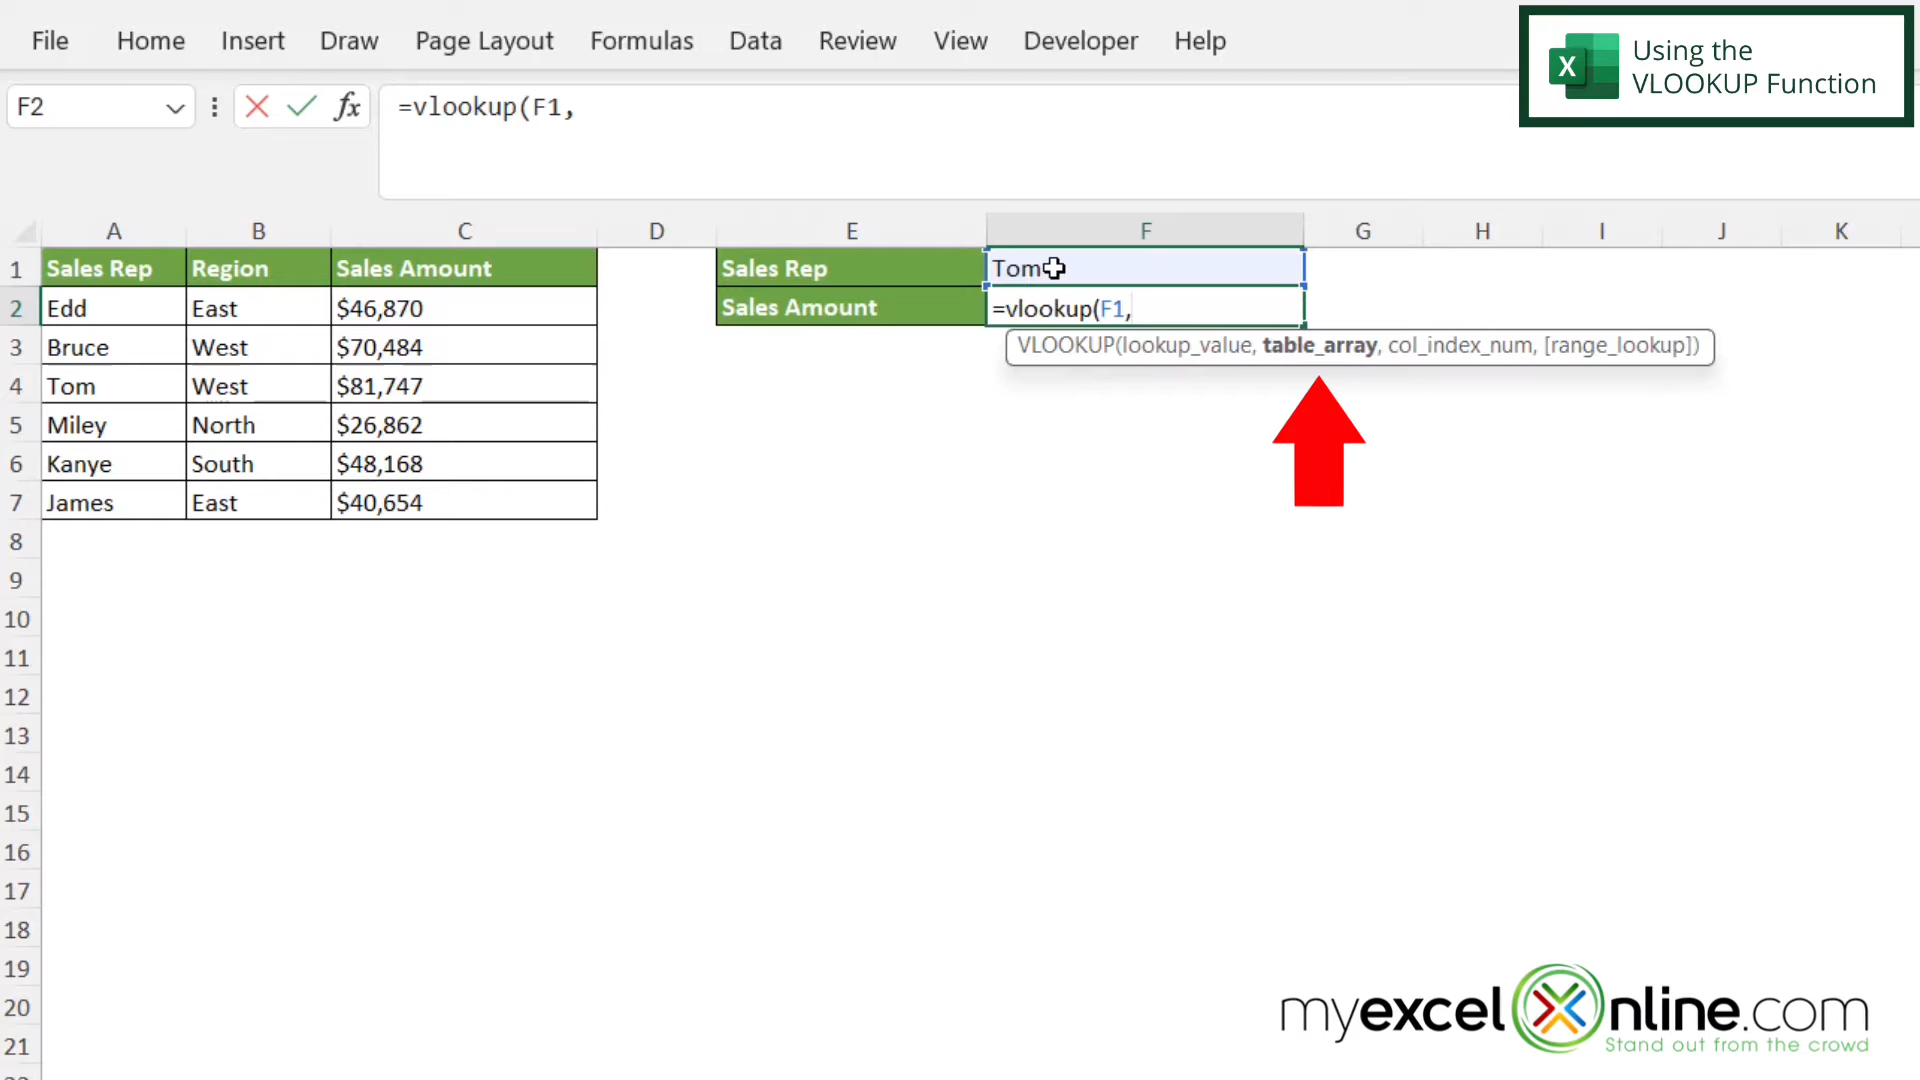 File Home Insert Draw Page Layout Formulas Data Review View Developer Help
Using the
VLOOKUP Function
F2 fx =vlookup(F1,
A B C D E F G H I J K
1 Sales Rep Region Sales Amount Sales Rep Tom
2 Edd East $46,870 Sales Amount =vlookup(F1,
VLOOKUP(lookup_value, table_array, col_index_num, [range_lookup])
3 Bruce West $70,484
4 Tom West $81,747
5 Miley North $26,862
6 Kanye South $48,168
7 James East $40,654
8
9
10
11
12
13
14
15
16
17
18
19
20
21
myexcelOnline.com
Stand out from the crowd